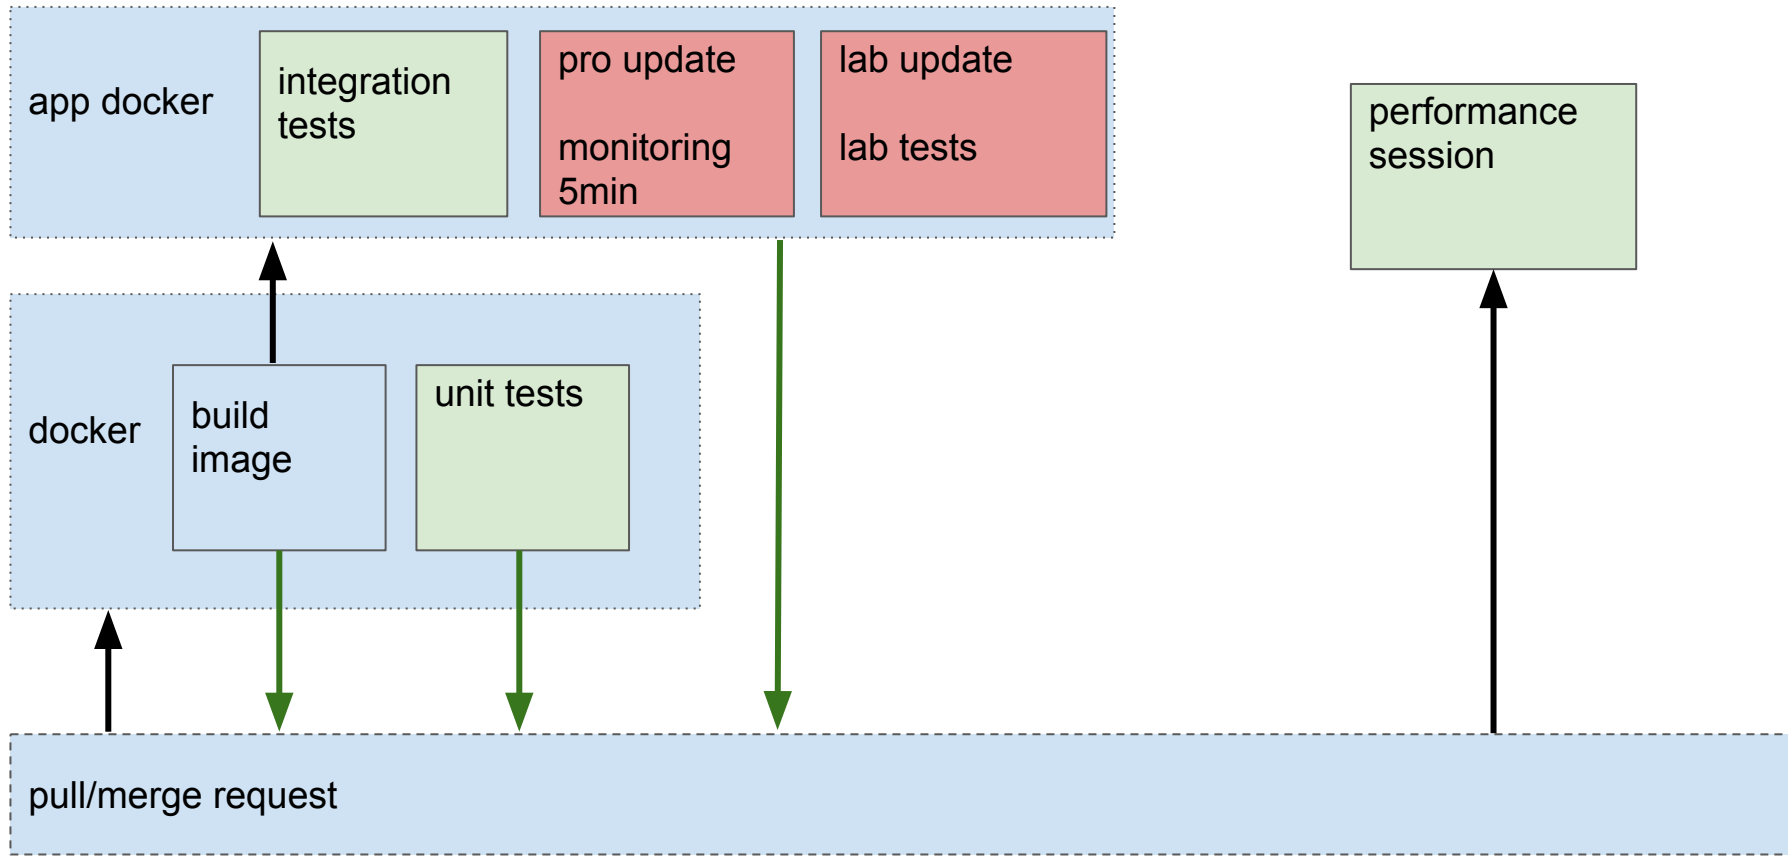 app docker
integration
tests
pro update
monitoring
5min
lab update
lab tests
performance
session
docker
build
image
unit tests
pull/merge request